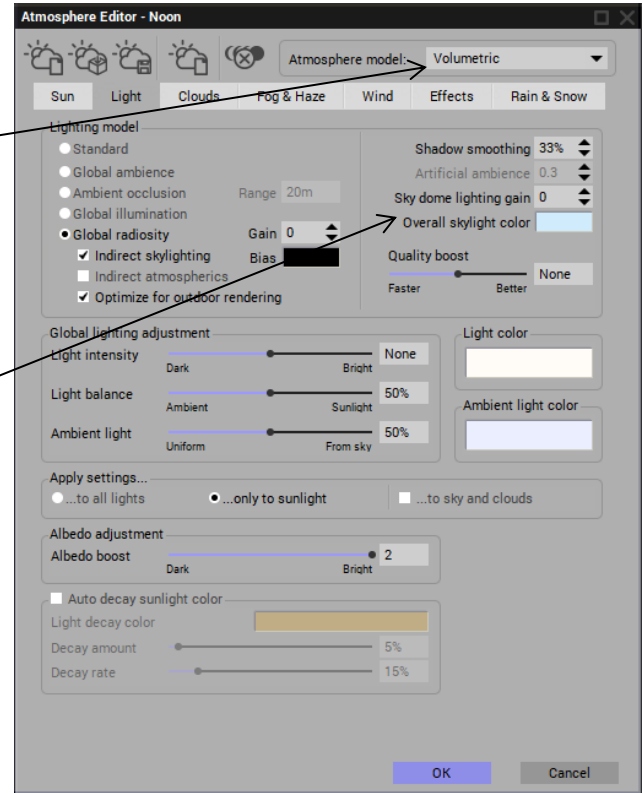 Atmosphere Editor - Noon
Atmosphere model: Volumetric
Sun Light Clouds Fog & Haze Wind Effects Rain & Snow
Lighting model
Standard
Global ambience
Ambient occlusion Range 20m
Global illumination
Global radiosity Gain 0
Indirect skylighting Bias
Indirect atmospherics
Optimize for outdoor rendering
Shadow smoothing 33%
Artificial ambience 0.3
Sky dome lighting gain 0
Overall skylight color
Quality boost
None
Faster Better
Global lighting adjustment
Light intensity None
Dark Bright
Light balance 50%
Ambient Sunlight
Ambient light 50%
Uniform From sky
Light color
Ambient light color
Apply settings...
...to all lights ...only to sunlight ...to sky and clouds
Albedo adjustment
Albedo boost 2
Dark Bright
Auto decay sunlight color
Light decay color
Decay amount 5%
Decay rate 15%
OK Cancel